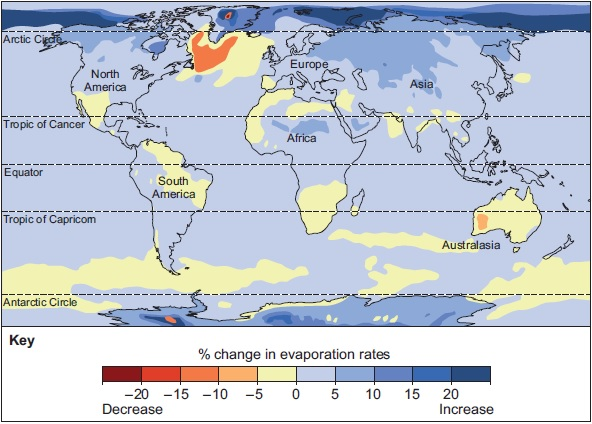 Arctic Circle
North
America
Europe
Asia
Tropic of Cancer
Africa
Equator
South
America
Tropic of Capricorn
Australasia
Antarctic Circle
Key
% change in evaporation rates
−20 −15 −10 −5 0 5 10 15 20
Decrease Increase